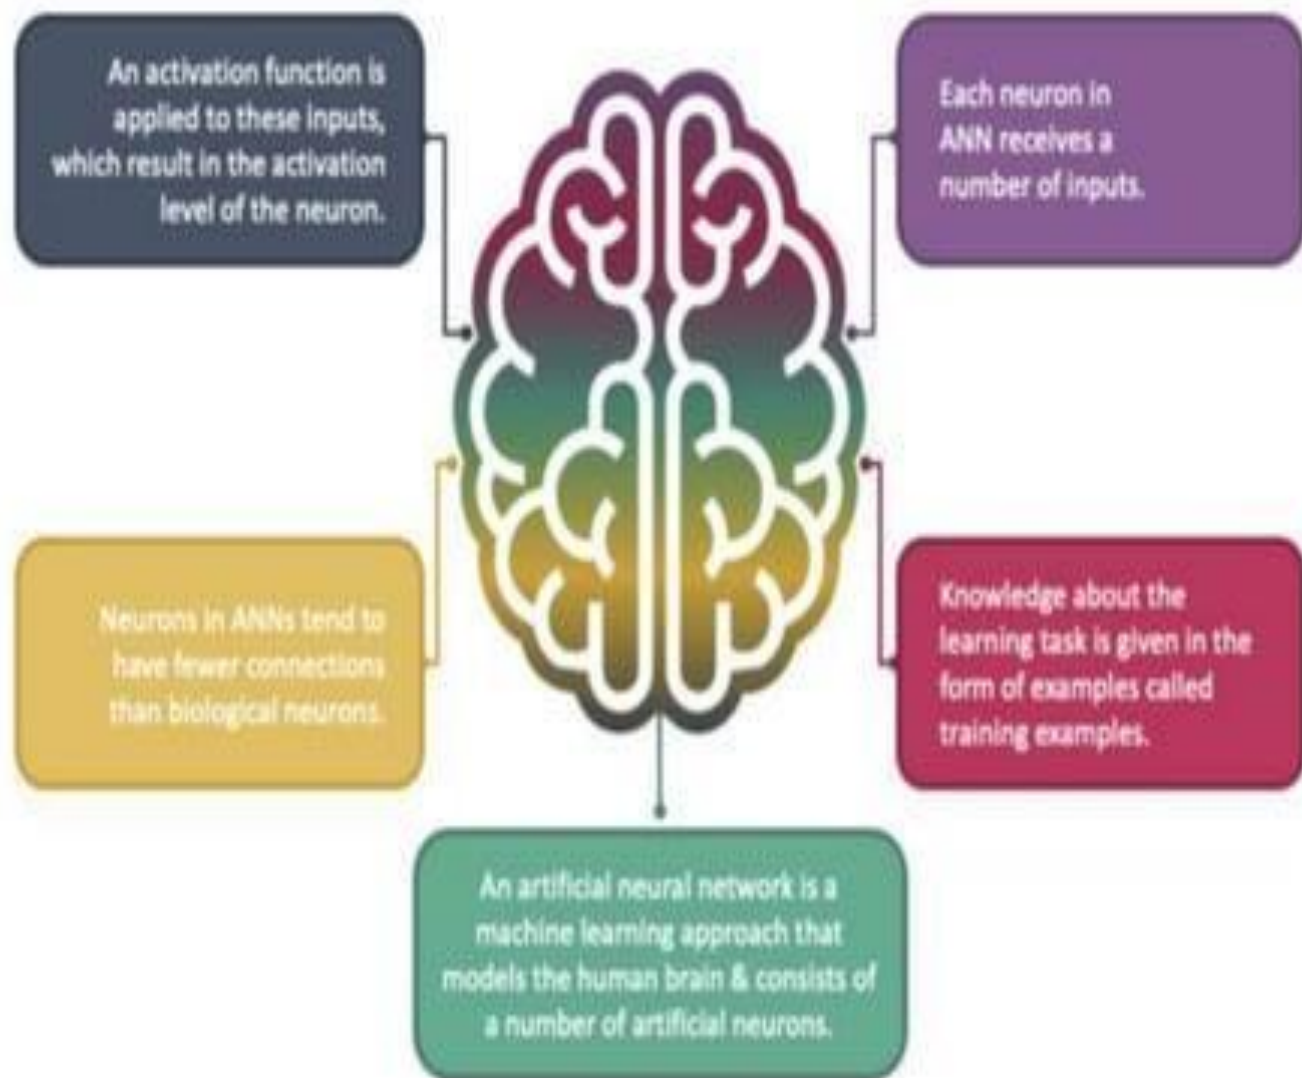 An activation function is
applied to these inputs,
which result in the activation
level of the neuron.
Each neuron in
ANN receives a
number of inputs.
Neurons in ANNs tend to
have fewer connections
than biological neurons.
Knowledge about the
learning task is given in the
form of examples called
training examples.
An artificial neural network is a
machine learning approach that
models the human brain & consists of
a number of artificial neurons.